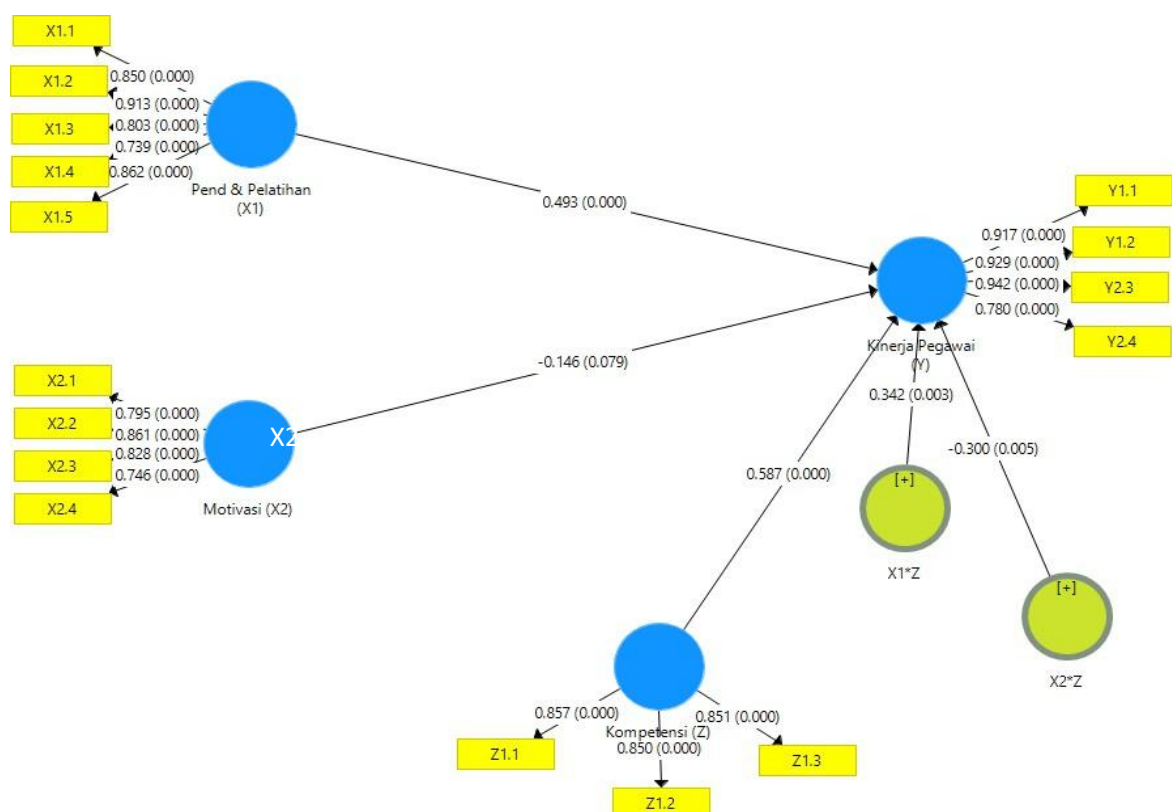 X1.1
X1.2
X1.3
X1.4
X1.5
0.850 (0.000)
0.913 (0.000)
0.803 (0.000)
0.739 (0.000)
0.862 (0.000)
Pend & Pelatihan
(X1)
0.493 (0.000)
Y1.1
Y1.2
Y2.3
Y2.4
0.917 (0.000)
0.929 (0.000)
0.942 (0.000)
0.780 (0.000)
Kinerja Pegawai
(Y)
-0.146 (0.079)
X2.1
X2.2
X2.3
X2.4
0.795 (0.000)
0.861 (0.000)
0.828 (0.000)
0.746 (0.000)
X2
Motivasi (X2)
0.342 (0.003)
-0.300 (0.005)
0.587 (0.000)
[+]
X1*Z
[+]
X2*Z
0.857 (0.000)
0.851 (0.000)
Kompetensi (Z)
0.850 (0.000)
Z1.1
Z1.3
Z1.2